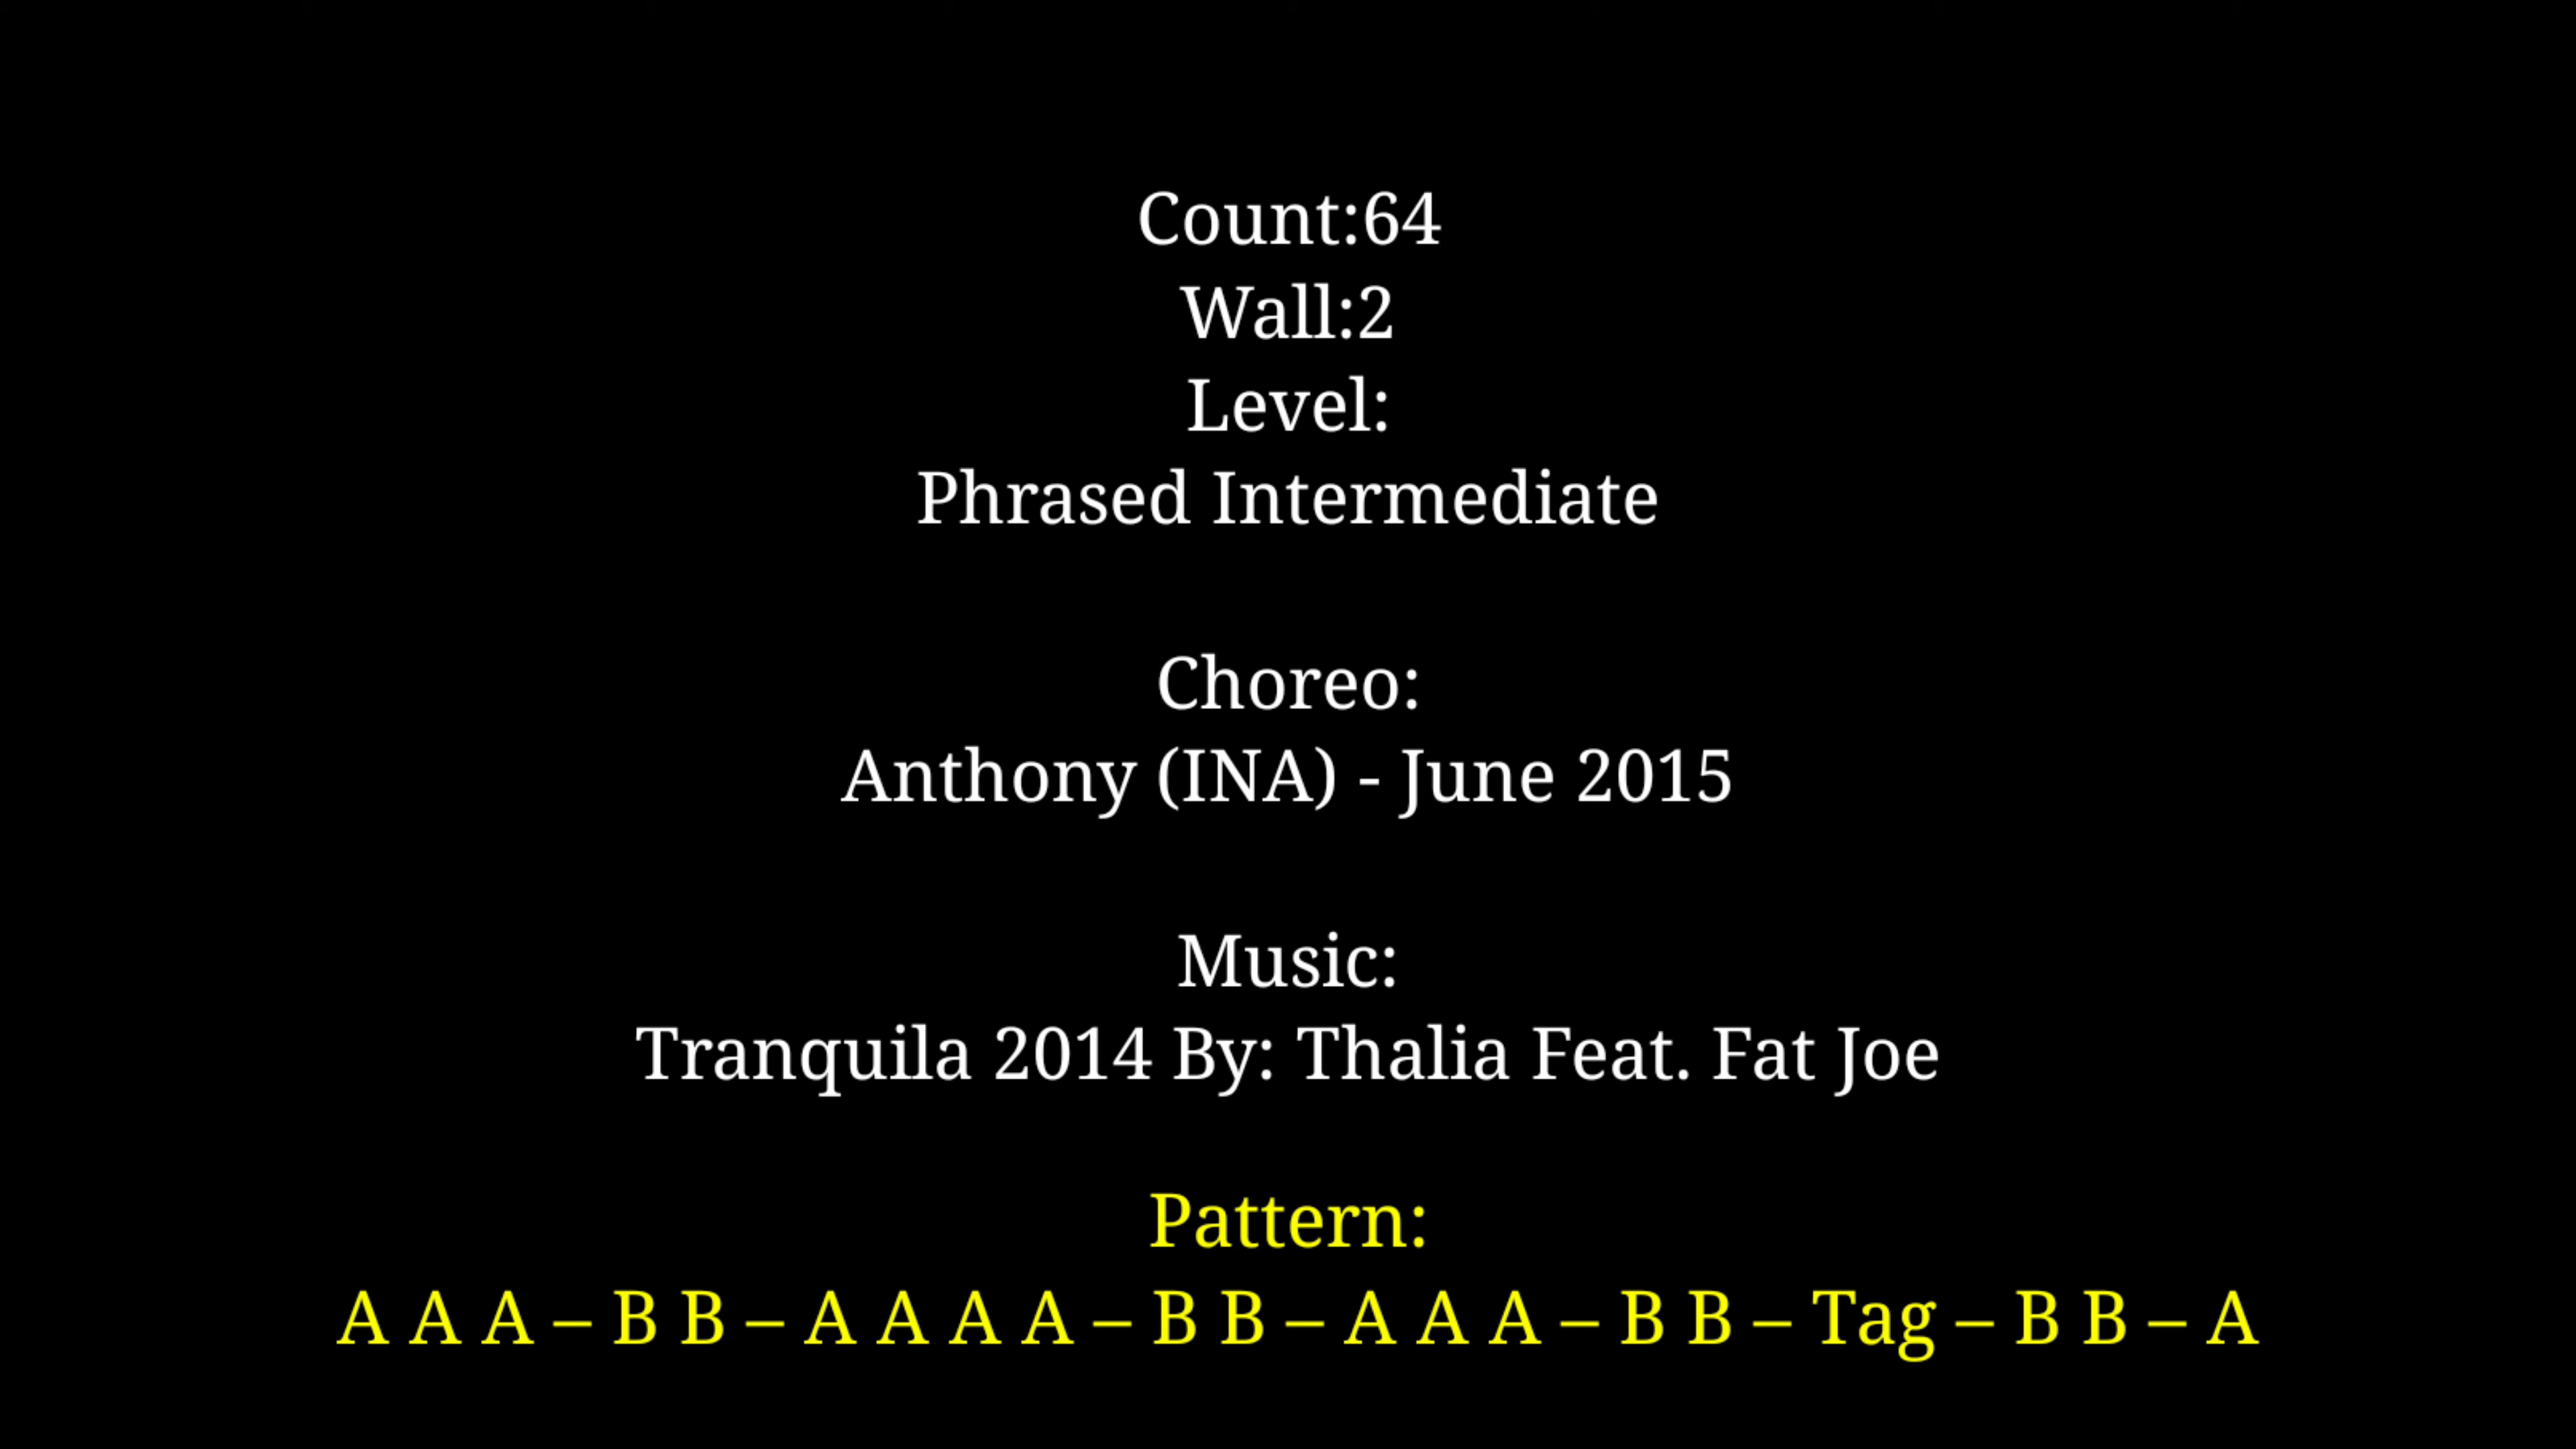 Count:64
Wall:2
Level:
Phrased Intermediate
Choreo:
Anthony (INA) - June 2015
Music:
Tranquila 2014 By: Thalia Feat. Fat Joe
Pattern:
A A A – B B – A A A A – B B – A A A – B B – Tag – B B – A